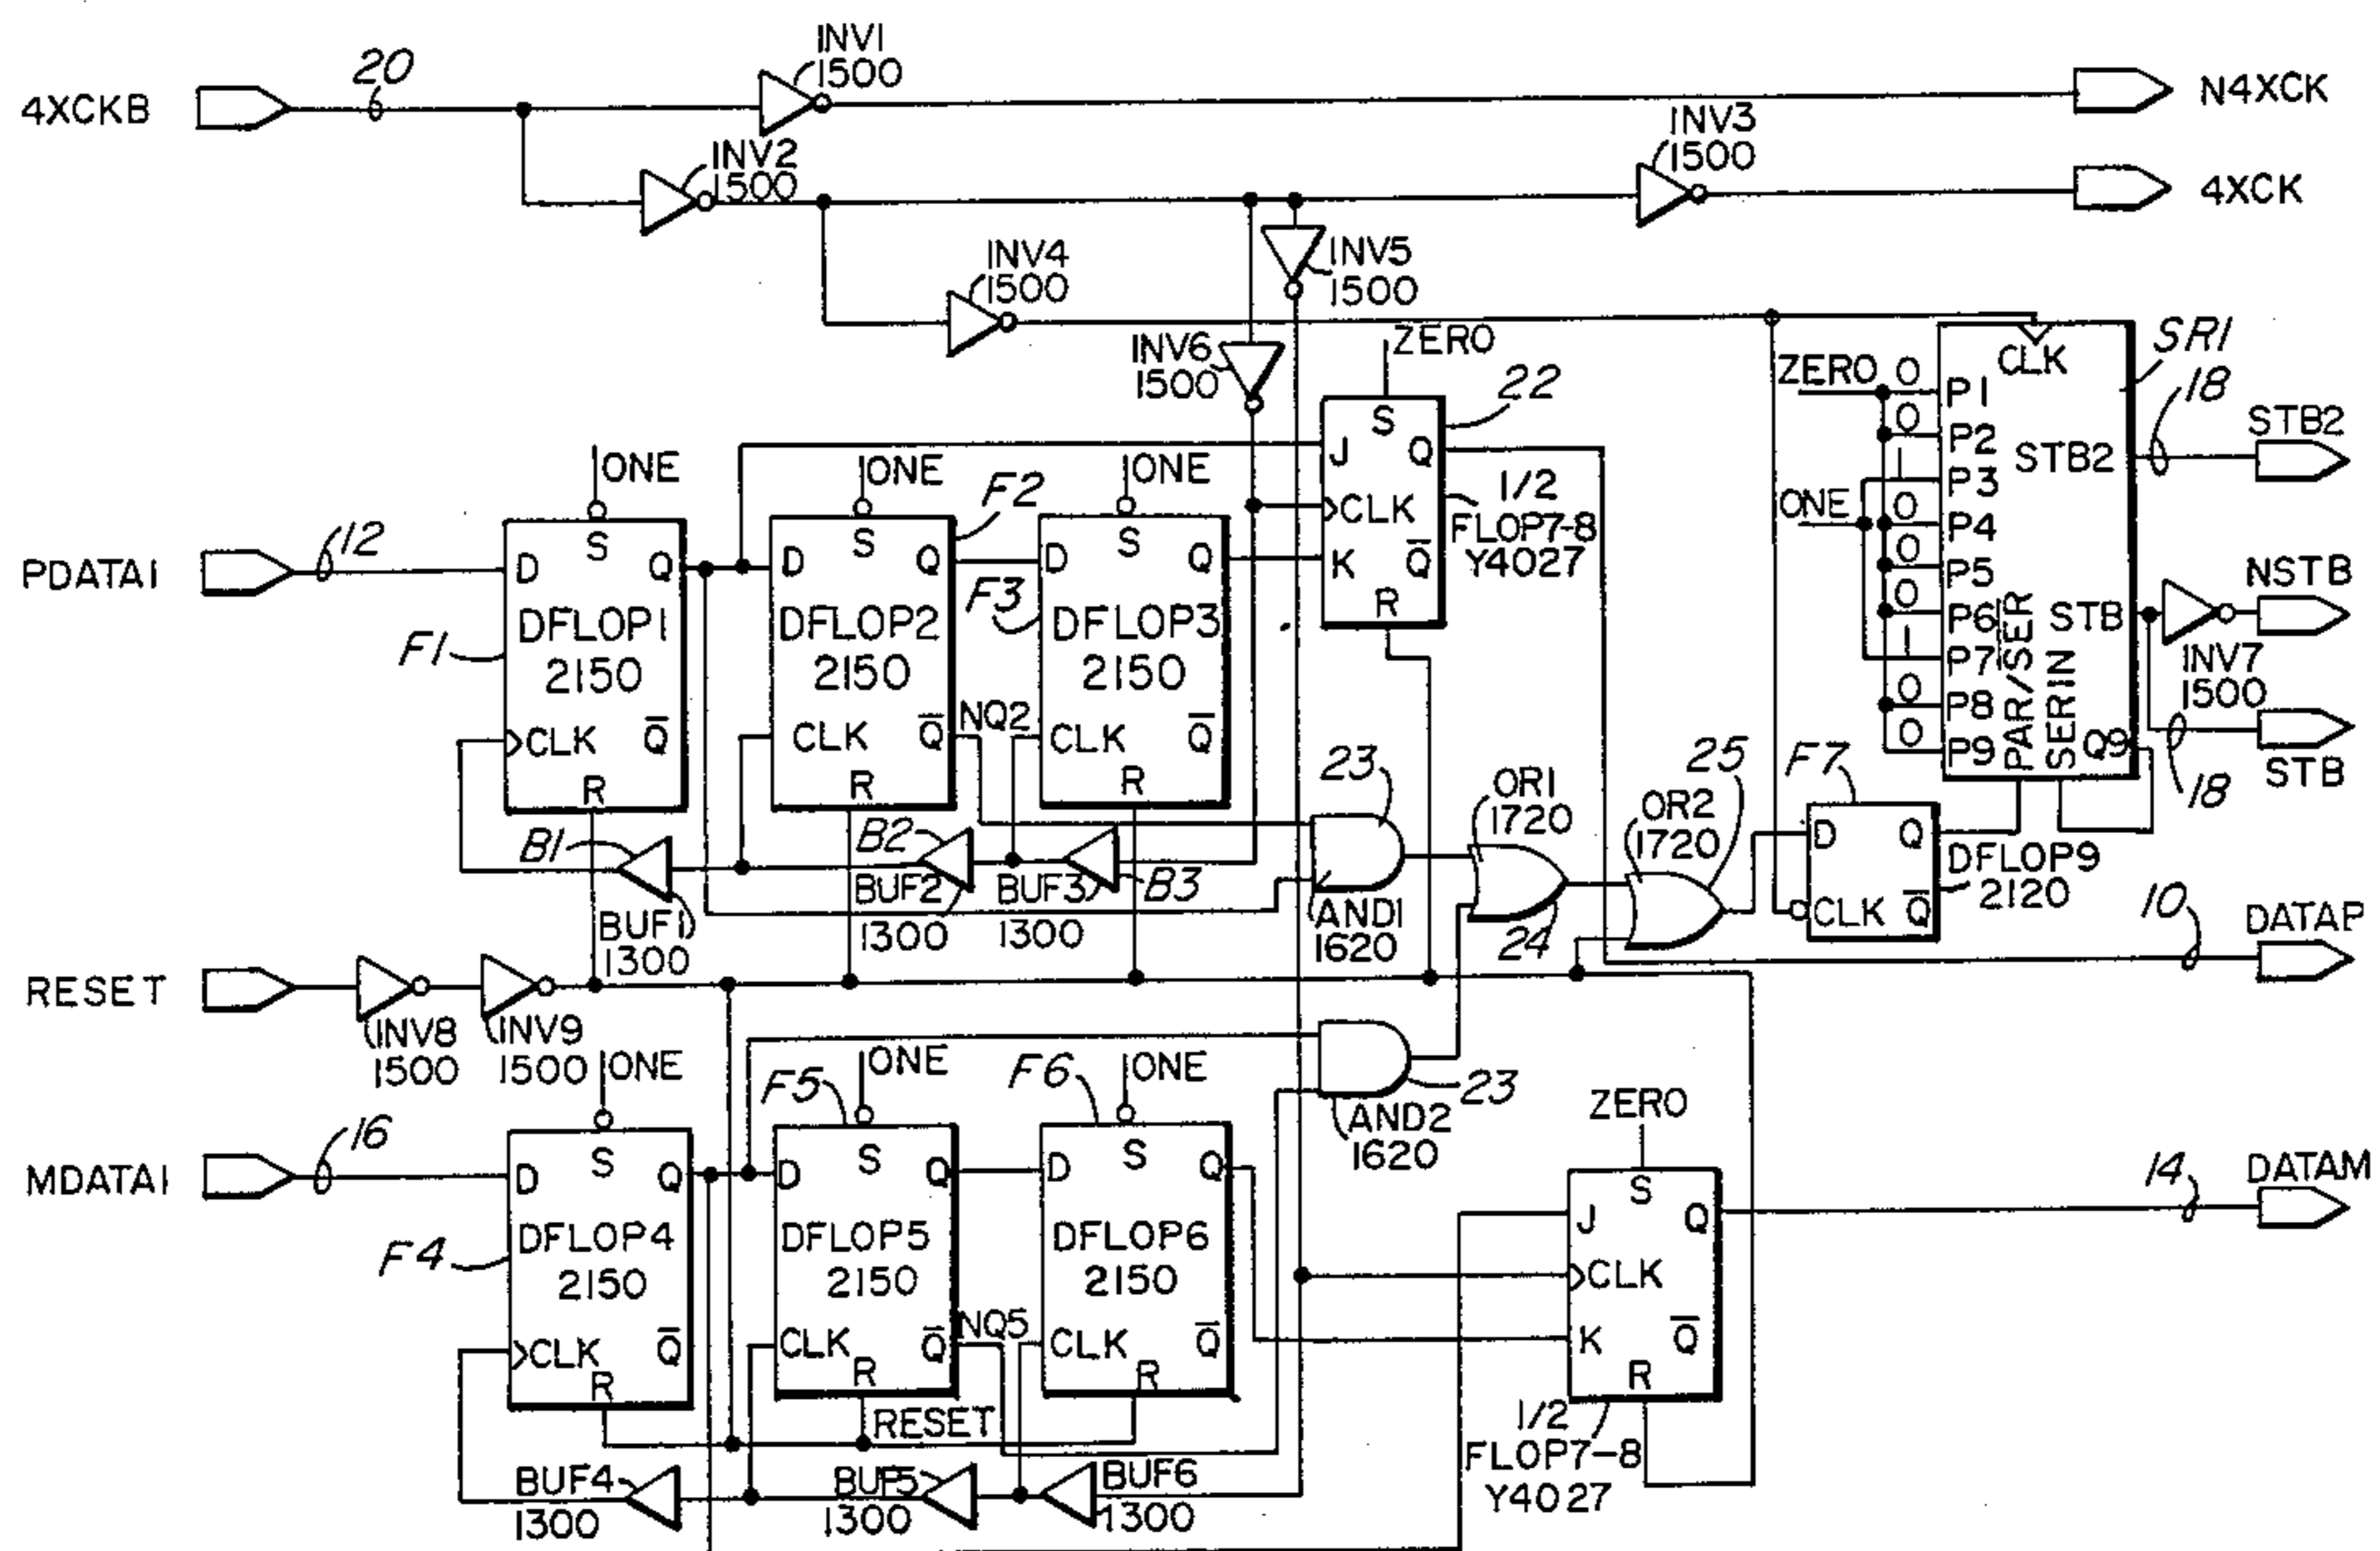 INV1
1500
20
4XCKB
N4XCK
INV3
1500
INV2
1500
4XCK
INV4
1500
INV5
1500
INV6
1500
ZERO
22
CLK
SR1
ZERO 0 P1
0 P2
1 P3
ONE
0 P4
0 P5
0 P6
1 P7
0 P8
0 P9
STB2
STB
PAR/S̅E̅R̅
SERIN
Q9
18
STB2
NSTB
INV7
1500
STB
18
S
J Q
CLK
K Q̅
R
1/2
FLOP7-8
Y4027
ONE
ONE
F2
ONE
PDATA1
12
D S Q
DFLOP1
2150
CLK Q̅
R
F1
D S Q
DFLOP2
2150
CLK Q̅
R
NQ2
F3
D S Q
DFLOP3
2150
CLK Q̅
R
B1
BUF1
1300
B2
BUF2
1300
BUF3
1300
B3
23
AND1
1620
OR1
1720
24
OR2
1720
25
F7
D Q
CLK Q̅
DFLOP9
2120
10
DATAP
RESET
INV8
1500
INV9
1500
ONE
F5
ONE
F6
ONE
23
AND2
1620
ZERO
MDATA1
16
D S Q
DFLOP4
2150
CLK Q̅
R
F4
D S Q
DFLOP5
2150
CLK Q̅
R
NQ5
D S Q
DFLOP6
2150
CLK Q̅
R
RESET
S
J Q
CLK
K Q̅
R
14
DATAM
1/2
FLOP7-8
Y4027
BUF4
1300
BUF5
1300
BUF6
1300